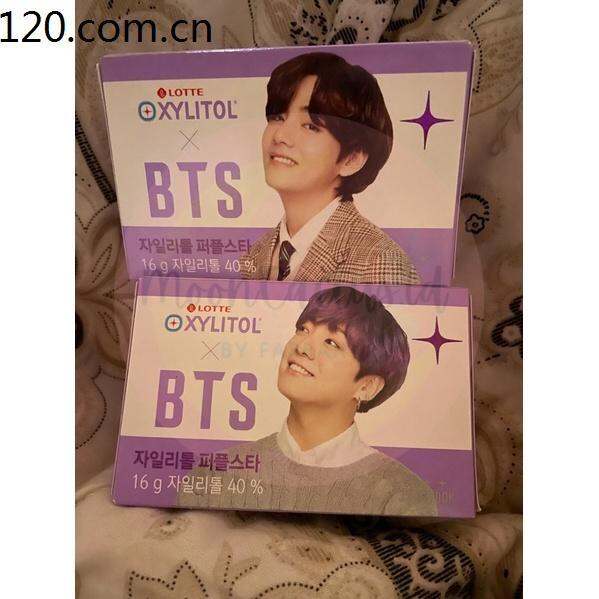 120.com.cn
LOTTE
XYLITOL®
×
BTS
자일리톨 퍼플스타
16 g 자일리톨 40 %
LOTTE
XYLITOL®
×
BTS
자일리톨 퍼플스타
16 g 자일리톨 40 %